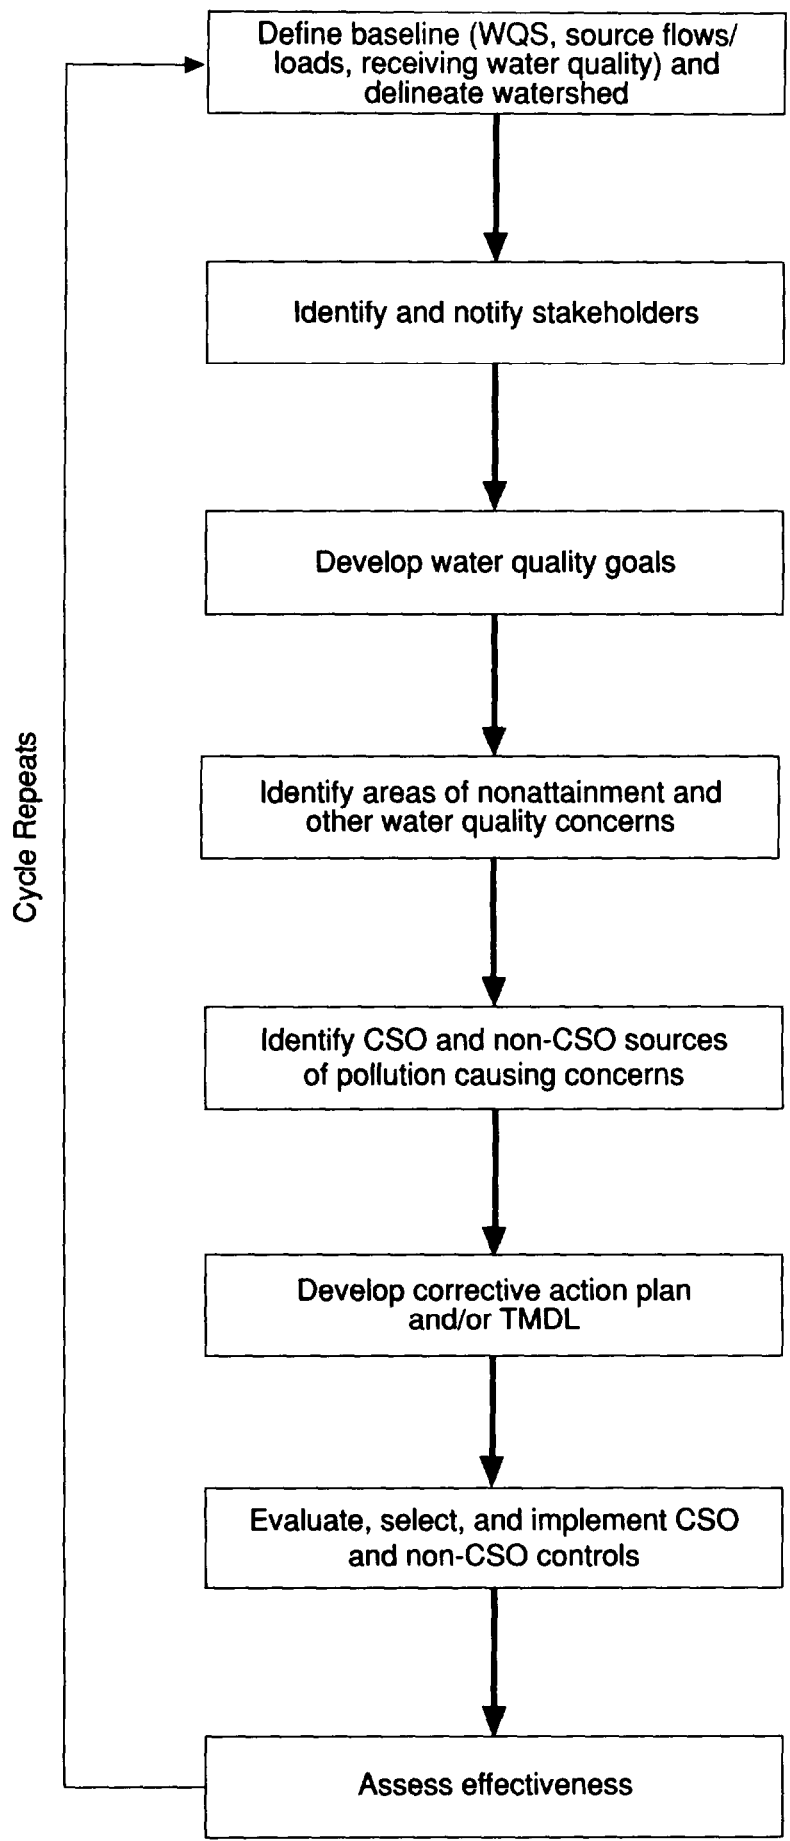 Define baseline (WQS, source flows/
loads, receiving water quality) and
delineate watershed
Identify and notify stakeholders
Develop water quality goals
Identify areas of nonattainment and
other water quality concerns
Identify CSO and non-CSO sources
of pollution causing concerns
Develop corrective action plan
and/or TMDL
Evaluate, select, and implement CSO
and non-CSO controls
Assess effectiveness
Cycle Repeats